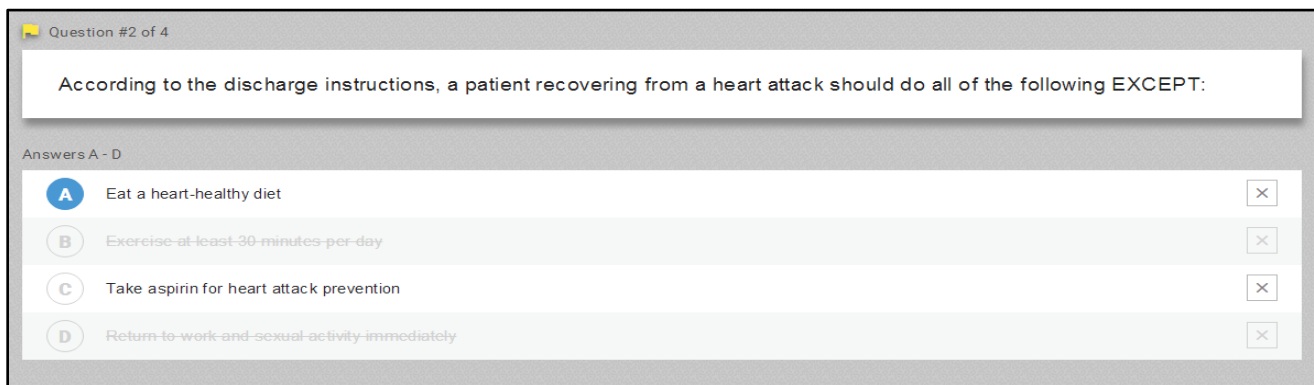 Question #2 of 4
According to the discharge instructions, a patient recovering from a heart attack should do all of the following EXCEPT:
Answers A - D
A Eat a heart-healthy diet
B Exercise at least 30 minutes per day
C Take aspirin for heart attack prevention
D Return to work and sexual activity immediately